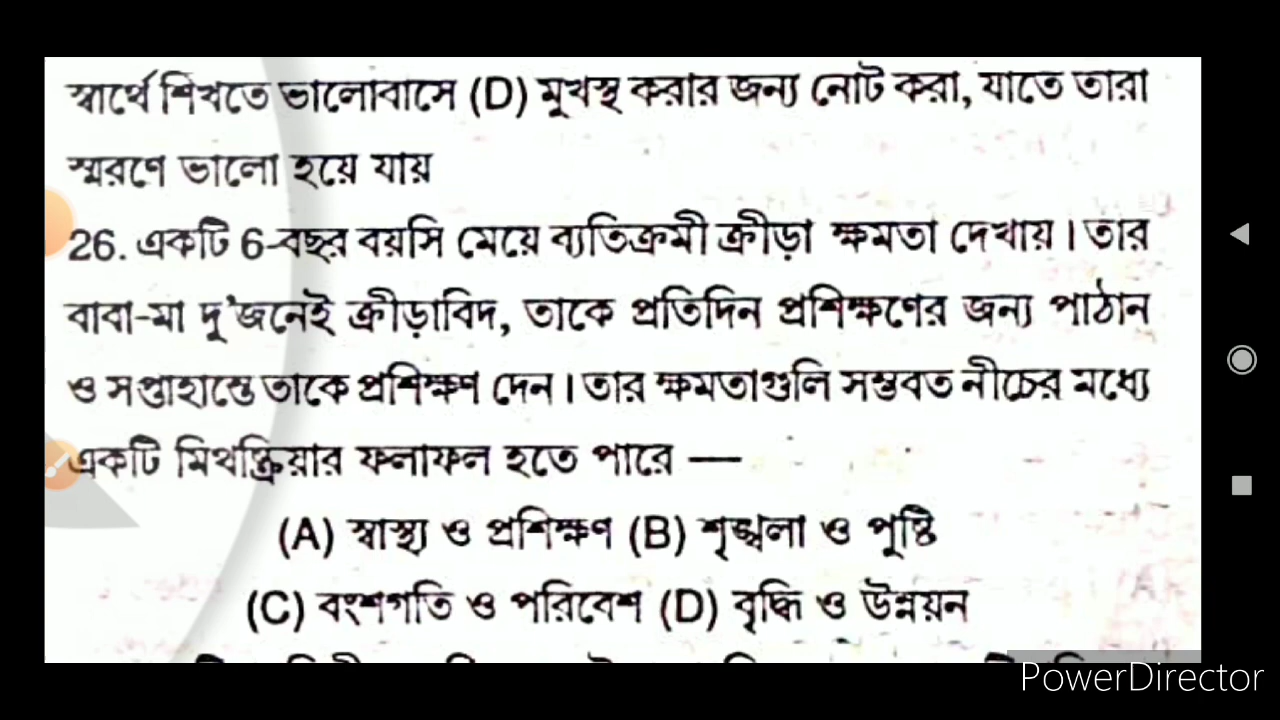 স্বার্থে শিখতে ভালোবাসে (D) মুখস্থ করার জন্য নোট করা, যাতে তারা
স্মরণে ভালো হয়ে যায়
26. একটি 6-বছর বয়সি মেয়ে ব্যতিক্রমী ক্রীড়া ক্ষমতা দেখায়। তার
বাবা-মা দু'জনেই ক্রীড়াবিদ, তাকে প্রতিদিন প্রশিক্ষণের জন্য পাঠান
ও সপ্তাহান্তে তাকে প্রশিক্ষণ দেন। তার ক্ষমতাগুলি সম্ভবত নীচের মধ্যে
একটি মিথস্ক্রিয়ার ফলাফল হতে পারে —
(A) স্বাস্থ্য ও প্রশিক্ষণ (B) শৃঙ্খলা ও পুষ্টি
(C) বংশগতি ও পরিবেশ (D) বৃদ্ধি ও উন্নয়ন
PowerDirector